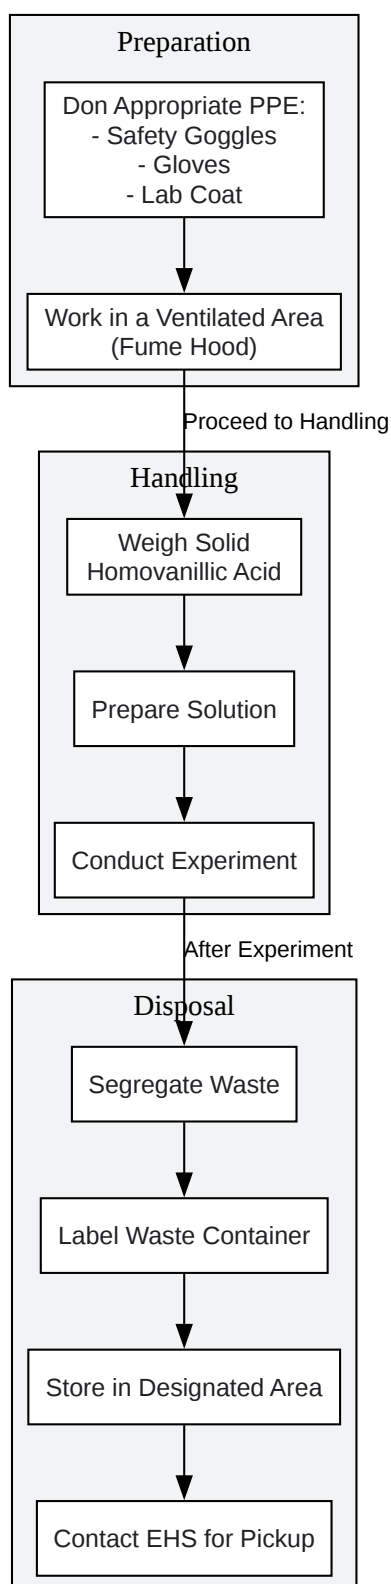 Preparation
Don Appropriate PPE:
- Safety Goggles
- Gloves
- Lab Coat
Work in a Ventilated Area
(Fume Hood)
Proceed to Handling
Handling
Weigh Solid
Homovanillic Acid
Prepare Solution
Conduct Experiment
After Experiment
Disposal
Segregate Waste
Label Waste Container
Store in Designated Area
Contact EHS for Pickup